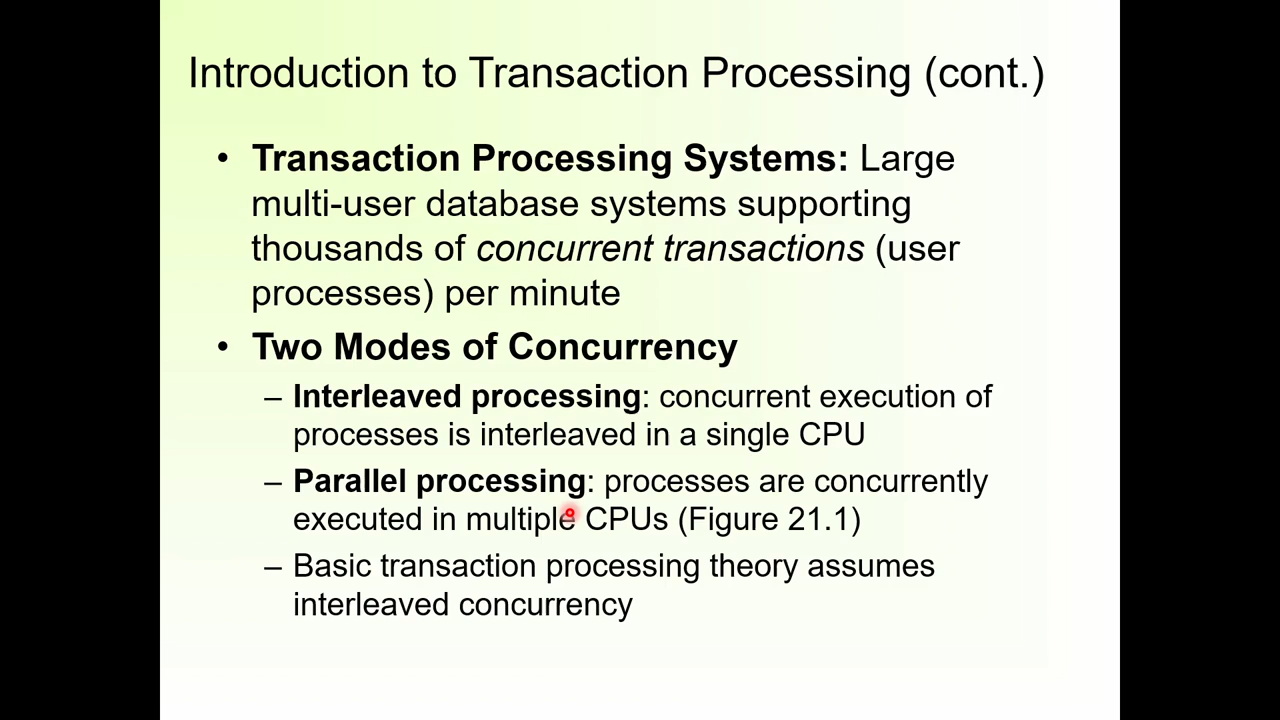 Introduction to Transaction Processing (cont.)
• Transaction Processing Systems: Large
multi-user database systems supporting
thousands of concurrent transactions (user
processes) per minute
• Two Modes of Concurrency
– Interleaved processing: concurrent execution of
processes is interleaved in a single CPU
– Parallel processing: processes are concurrently
executed in multiple CPUs (Figure 21.1)
– Basic transaction processing theory assumes
interleaved concurrency